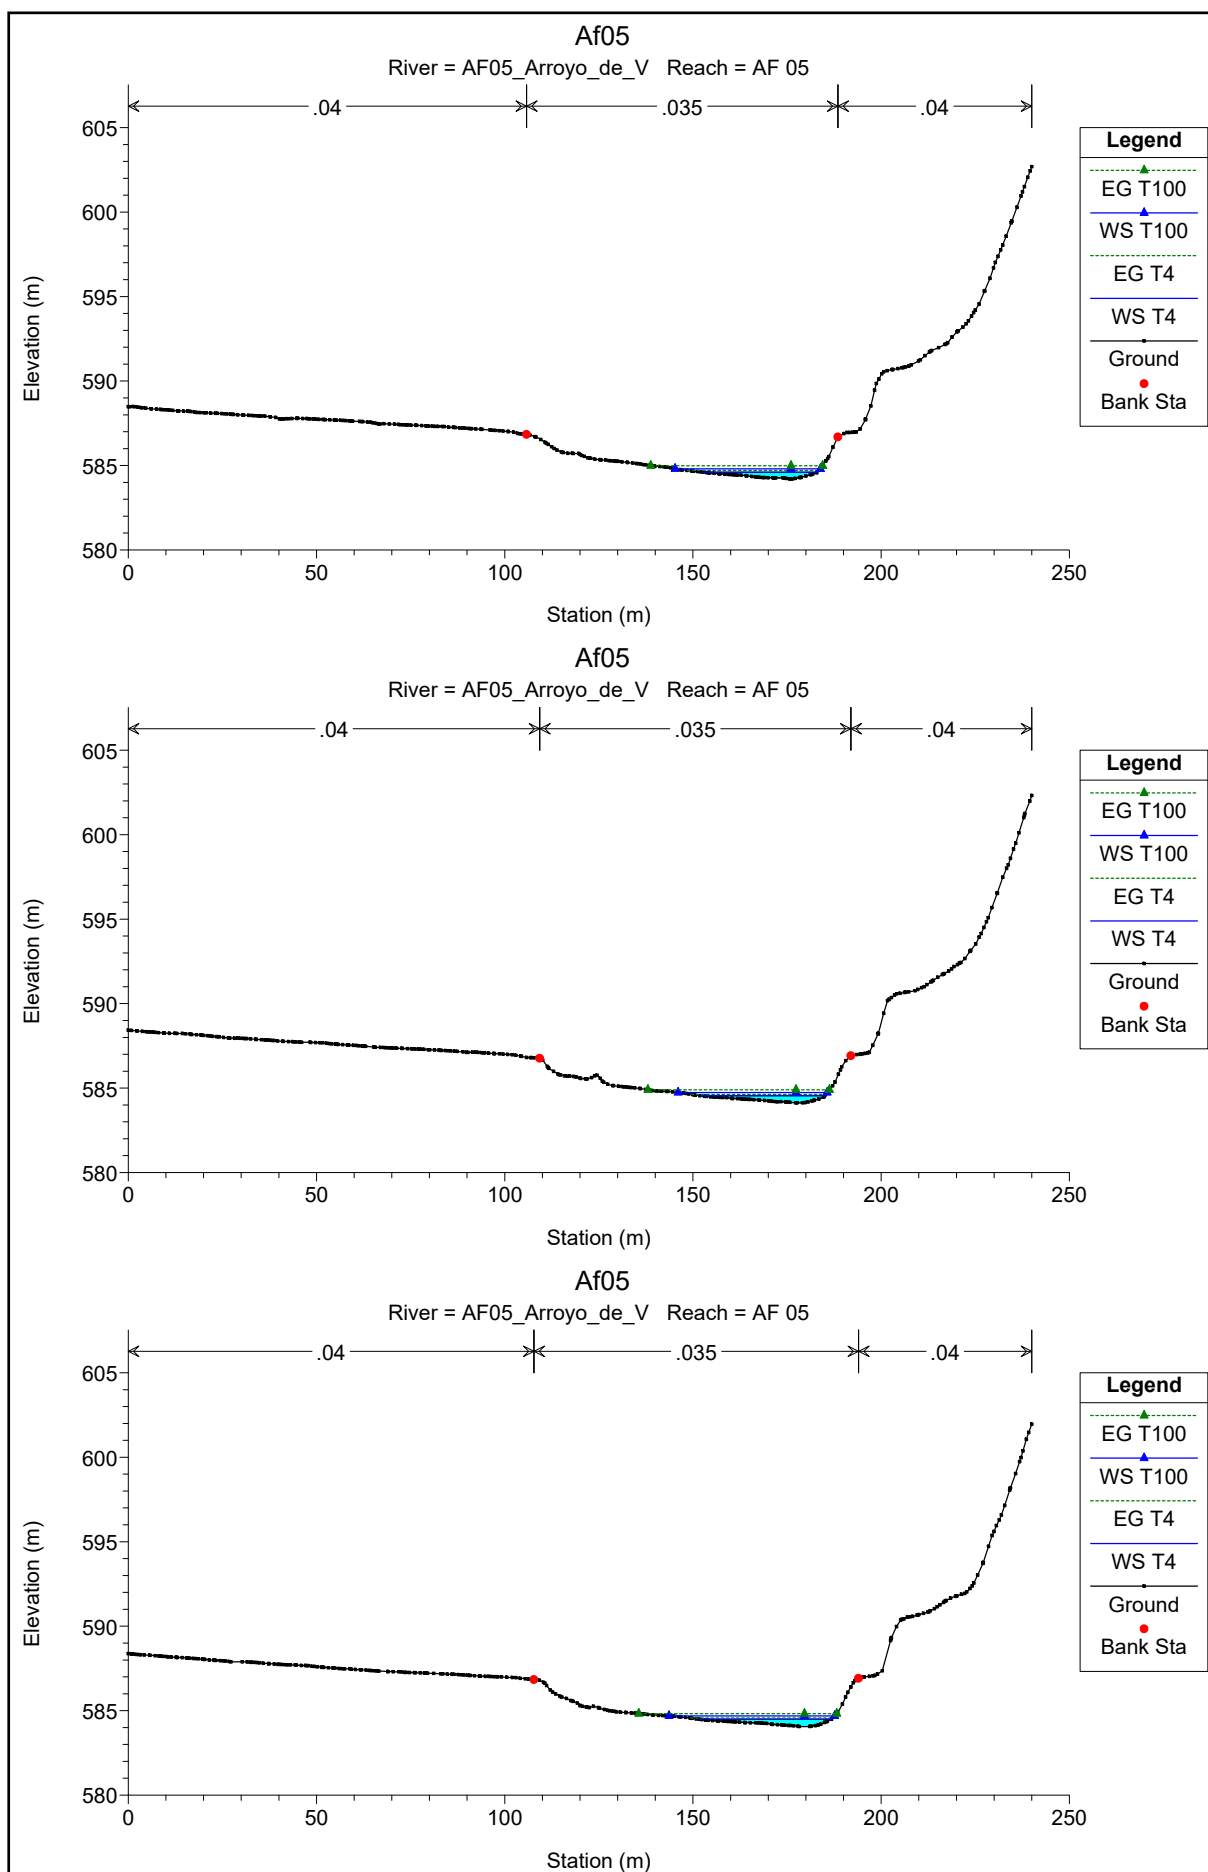 Af05
River = AF05_Arroyo_de_V   Reach = AF 05
.04 .035 .04
605
600
595
590
585
580
Elevation (m)
0 50 100 150 200 250
Station (m)
Legend
EG T100
WS T100
EG T4
WS T4
Ground
Bank Sta
Af05
River = AF05_Arroyo_de_V   Reach = AF 05
.04 .035 .04
605
600
595
590
585
580
Elevation (m)
0 50 100 150 200 250
Station (m)
Legend
EG T100
WS T100
EG T4
WS T4
Ground
Bank Sta
Af05
River = AF05_Arroyo_de_V   Reach = AF 05
.04 .035 .04
605
600
595
590
585
580
Elevation (m)
0 50 100 150 200 250
Station (m)
Legend
EG T100
WS T100
EG T4
WS T4
Ground
Bank Sta